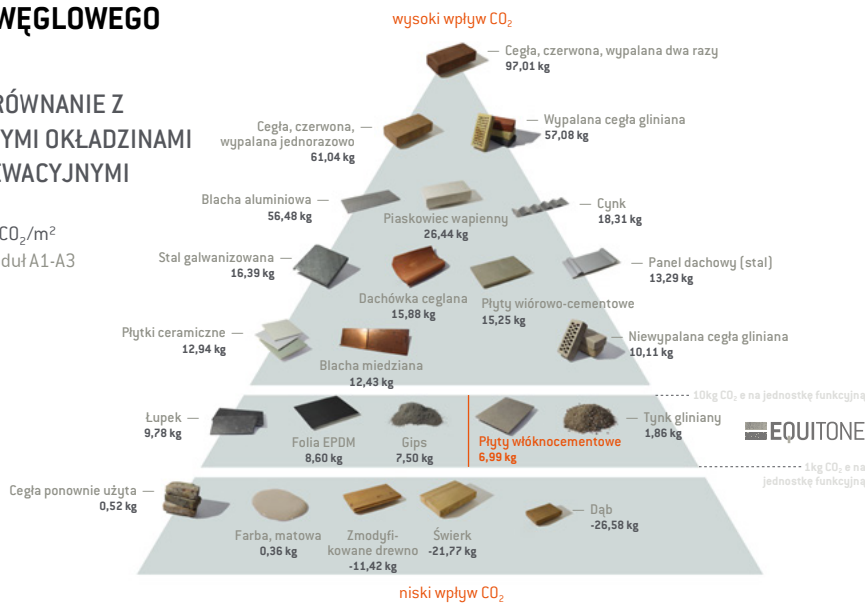 WĘGLOWEGO
RÓWNANIE Z
YMI OKŁADZINAMI
WACYJNYMI
CO₂/m²
duł A1-A3
wysoki wpływ CO₂
Cegła, czerwona, wypalana dwa razy
97,01 kg
Cegła, czerwona,
wypalana jednorazowo
61,04 kg
Wypalana cegła gliniana
57,08 kg
Blacha aluminiowa
56,48 kg
Piaskowiec wapienny
26,44 kg
Cynk
18,31 kg
Stal galwanizowana
16,39 kg
Dachówka ceglana
15,88 kg
Płyty wiórowo-cementowe
15,25 kg
Panel dachowy (stal)
13,29 kg
Płytki ceramiczne
12,94 kg
Blacha miedziana
12,43 kg
Niewypalana cegła gliniana
10,11 kg
10kg CO₂ e na jednostkę funkcyjną
Łupek
9,78 kg
Folia EPDM
8,60 kg
Gips
7,50 kg
Płyty włóknocementowe
6,99 kg
Tynk gliniany
1,86 kg
EQUITONE
1kg CO₂ e na
jednostkę funkcyjną
Cegła ponownie użyta
0,52 kg
Farba, matowa
0,36 kg
Zmodyfi-
kowane drewno
-11,42 kg
Świerk
-21,77 kg
Dąb
-26,58 kg
niski wpływ CO₂